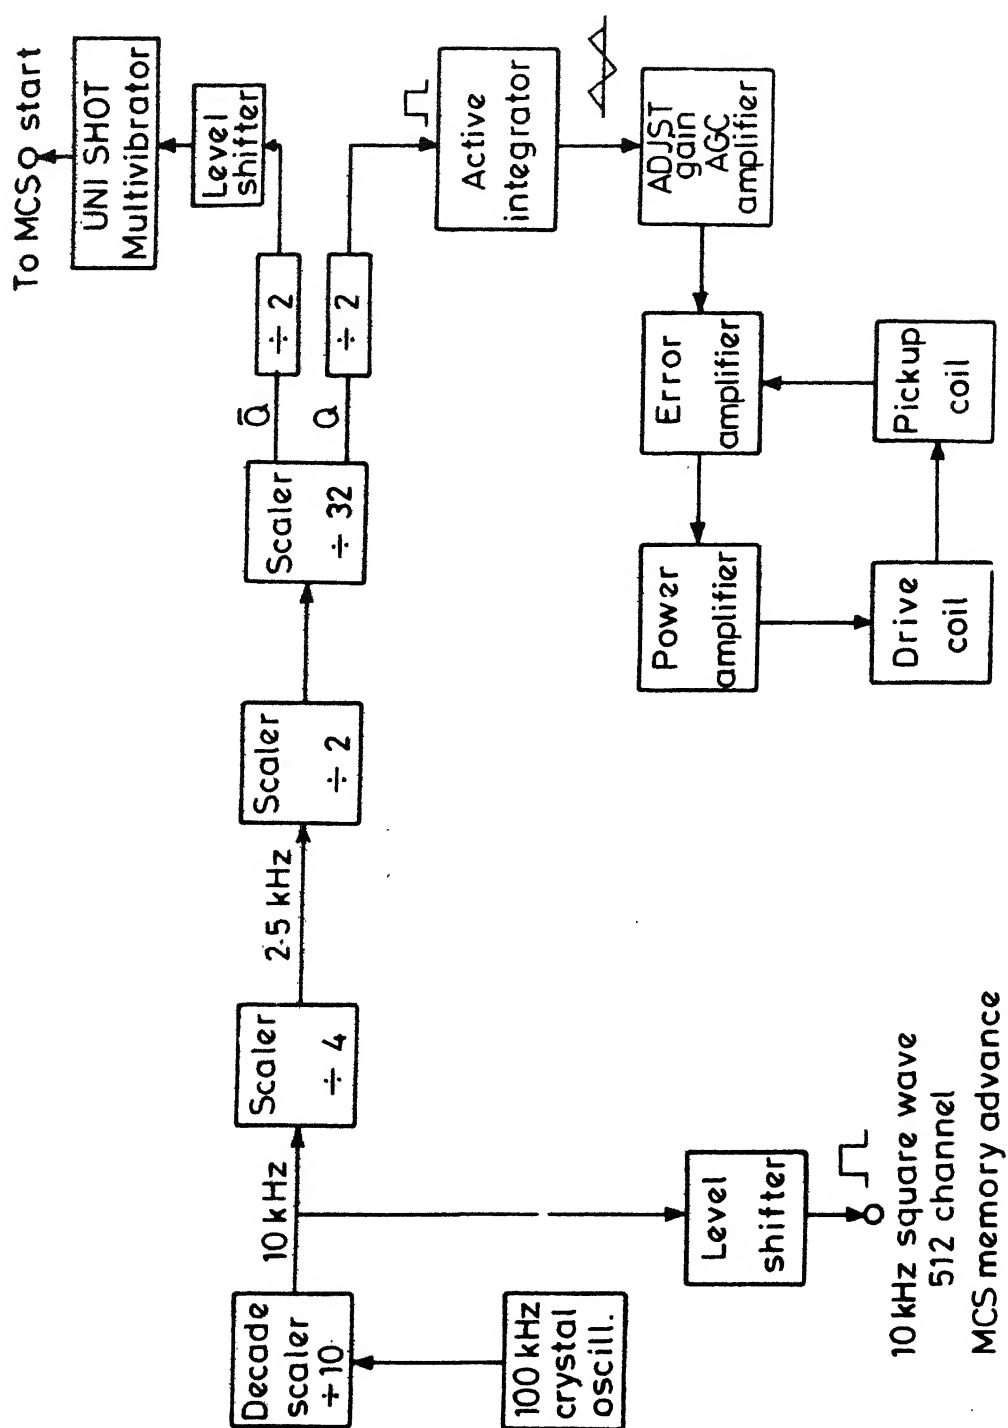 To MCS start
UNI SHOT
Multivibrator
Level
shifter
÷ 2
÷ 2
Q̅
Q
Scaler
÷ 32
Scaler
÷ 2
2·5 kHz
Scaler
÷ 4
10 kHz
Decade
scaler
÷10
100 kHz
crystal
oscill.
Level
shifter
10 kHz square wave
512 channel
MCS memory advance
Active
integrator
ADJST
gain
AGC
amplifier
Error
amplifier
Power
amplifier
Pickup
coil
Drive
coil